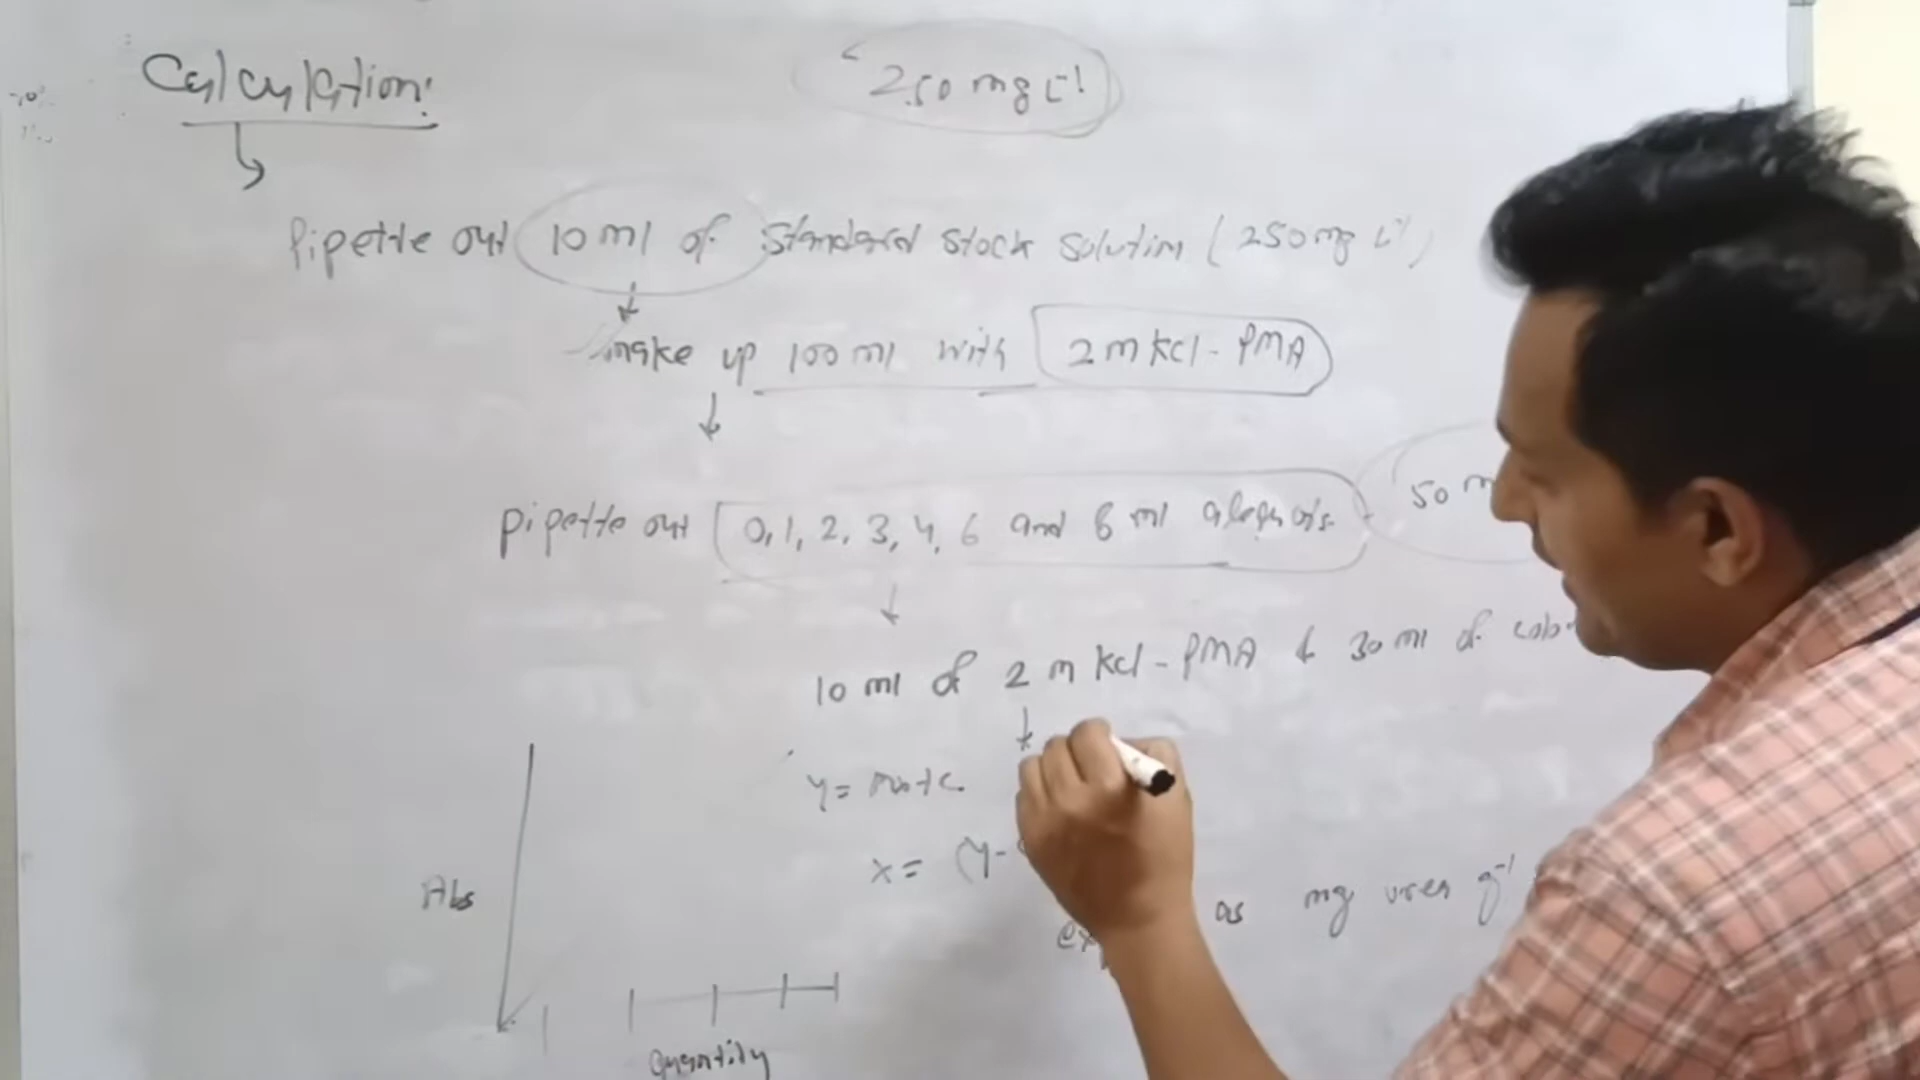 Calculation:
250 mg L-1
Pipette out 10 ml of standard stock solution (250 mg L-1)
make up 100 ml with 2 m KCl - PMA
pipette out 0, 1, 2, 3, 4, 6 and 8 ml
50 m
10 ml of 2 m KCl - PMA & 30 ml of
y = mx + c
x = (y -
Abs
as mg urea g-1
Quantity